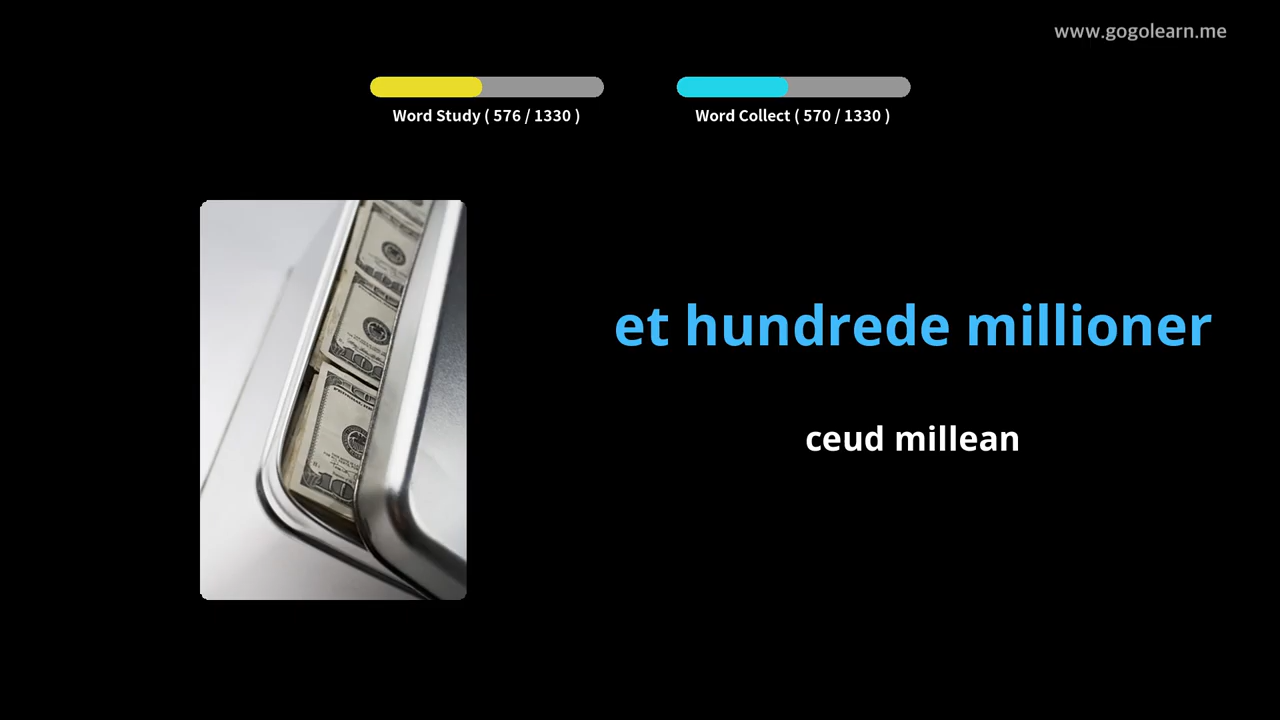 www.gogolearn.me
Word Study ( 576 / 1330 )
Word Collect ( 570 / 1330 )
et hundrede millioner
ceud millean